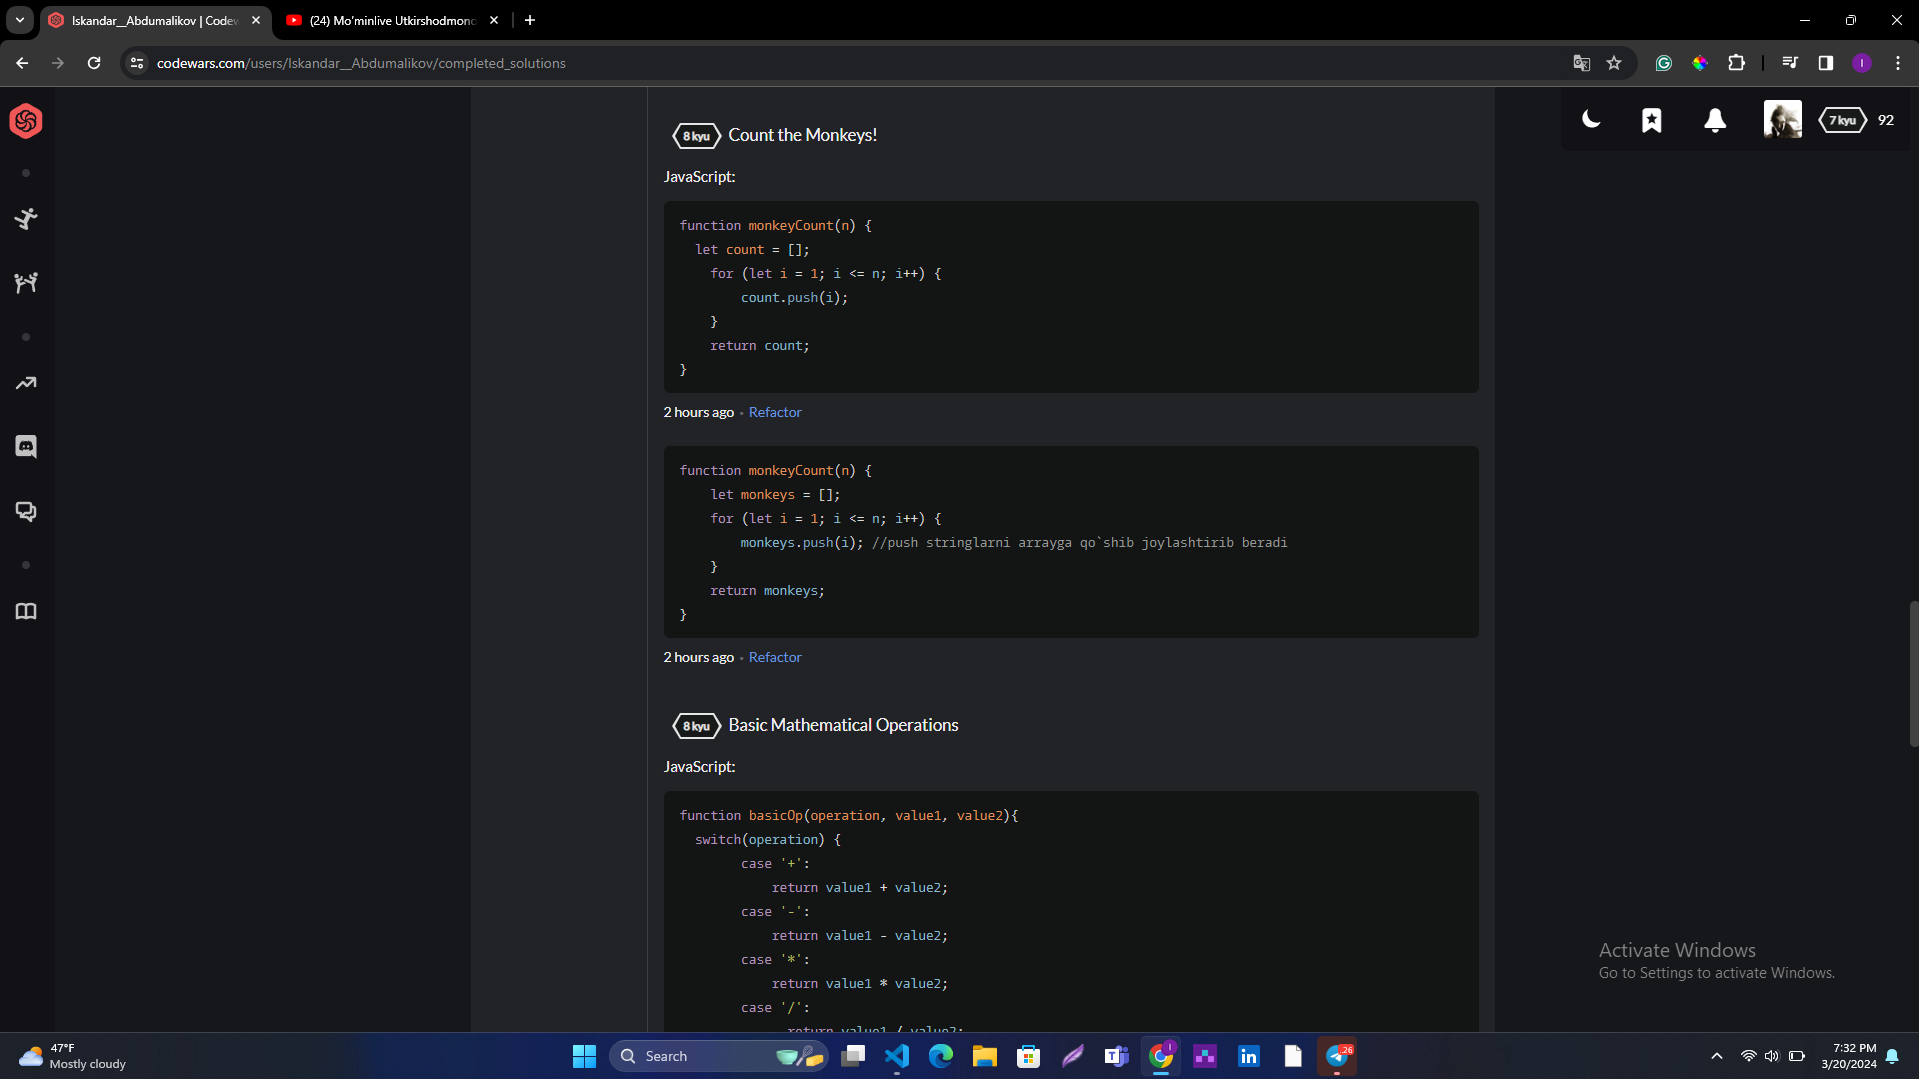 Iskandar__Abdumalikov | Codew
(24) Mo'minlive Utkirshodmono
codewars.com/users/Iskandar__Abdumalikov/completed_solutions
I
7 kyu
92
8 kyu
Count the Monkeys!
JavaScript:
function monkeyCount(n) {
let count = [];
for (let i = 1; i <= n; i++) {
count.push(i);
}
return count;
}
2 hours ago · Refactor
function monkeyCount(n) {
let monkeys = [];
for (let i = 1; i <= n; i++) {
monkeys.push(i); //push stringlarni arrayga qo`shib joylashtirib beradi
}
return monkeys;
}
2 hours ago · Refactor
8 kyu
Basic Mathematical Operations
JavaScript:
function basicOp(operation, value1, value2){
switch(operation) {
case '+':
return value1 + value2;
case '-':
return value1 - value2;
case '*':
return value1 * value2;
case '/':
return value1 / value2;
Activate Windows
Go to Settings to activate Windows.
47°F
Mostly cloudy
Search
26
7:32 PM
3/20/2024